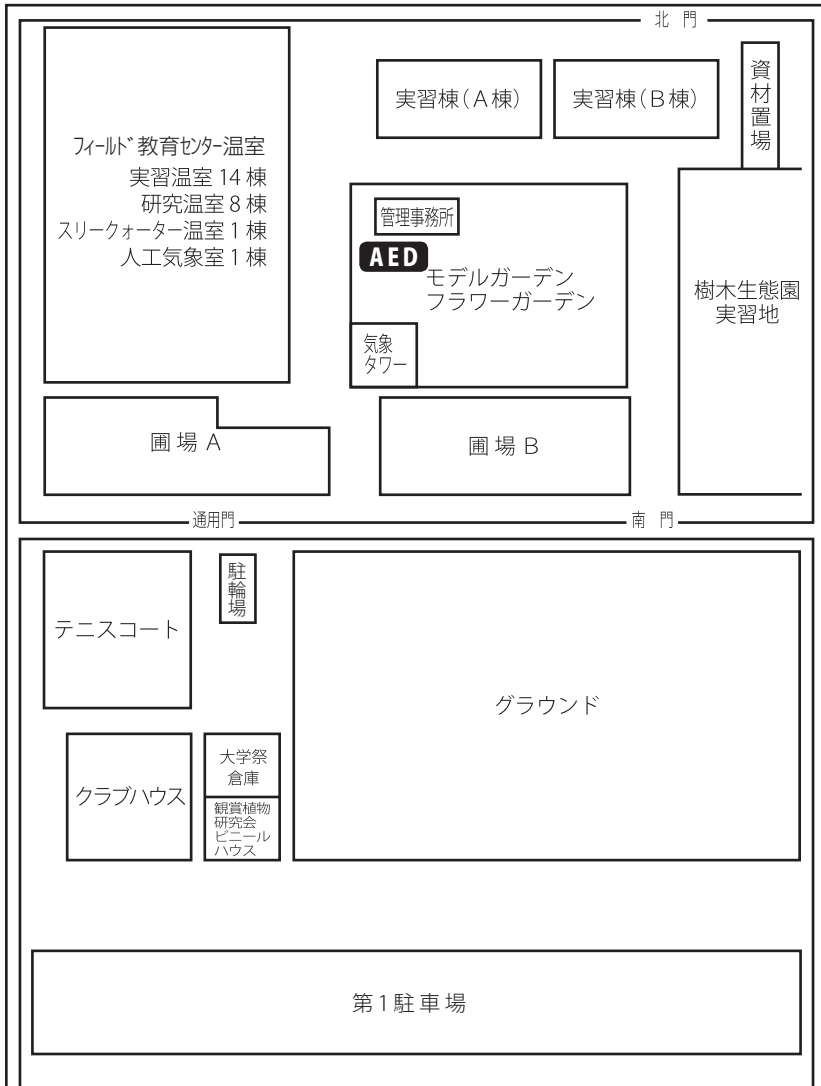 北 門
資材置場
実習棟（A棟）
実習棟（B棟）
フィールド教育センター温室
実習温室 14 棟
研究温室 8 棟
スリークォーター温室 1 棟
人工気象室 1 棟
管理事務所
AED
モデルガーデン
フラワーガーデン
気象
タワー
樹木生態園
実習地
圃 場 A
圃 場 B
通用門
南 門
テニスコート
駐輪場
グラウンド
クラブハウス
大学祭
倉庫
観賞植物
研究会
ビニール
ハウス
第 1 駐 車 場